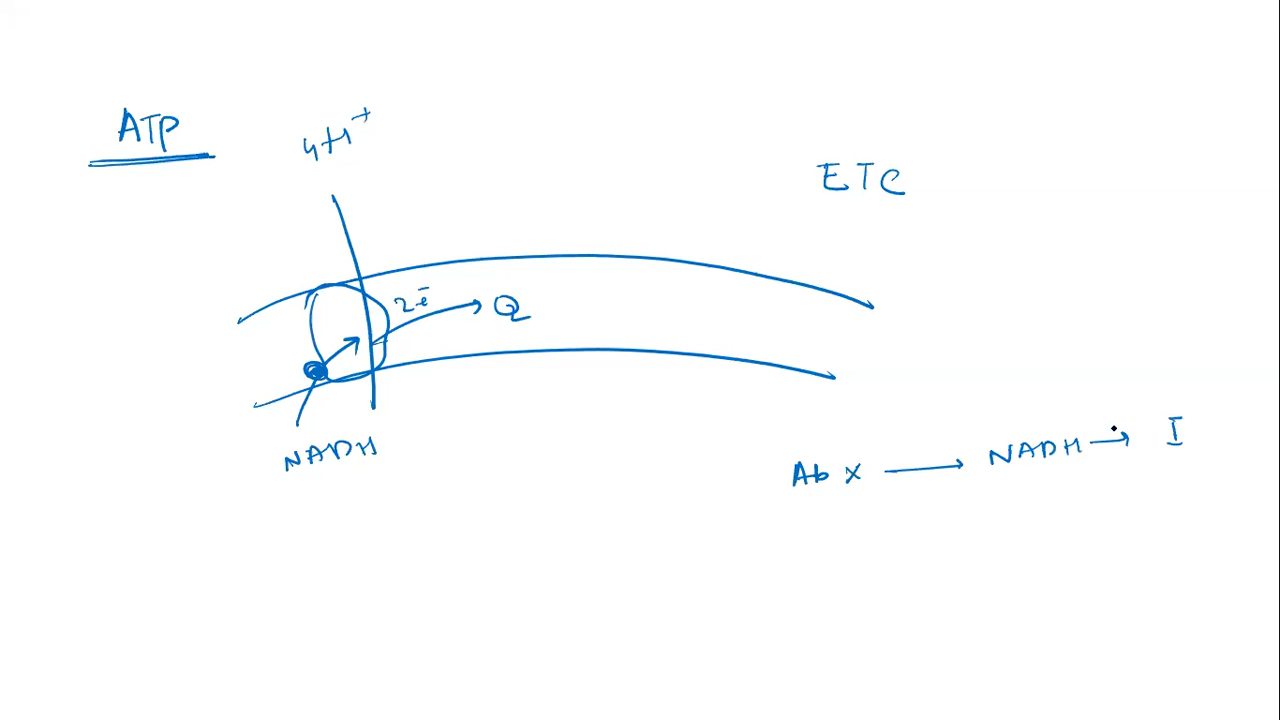 ATP
4H⁺
ETC
2e⁻
Q
NADH
Ab X → NADH → I